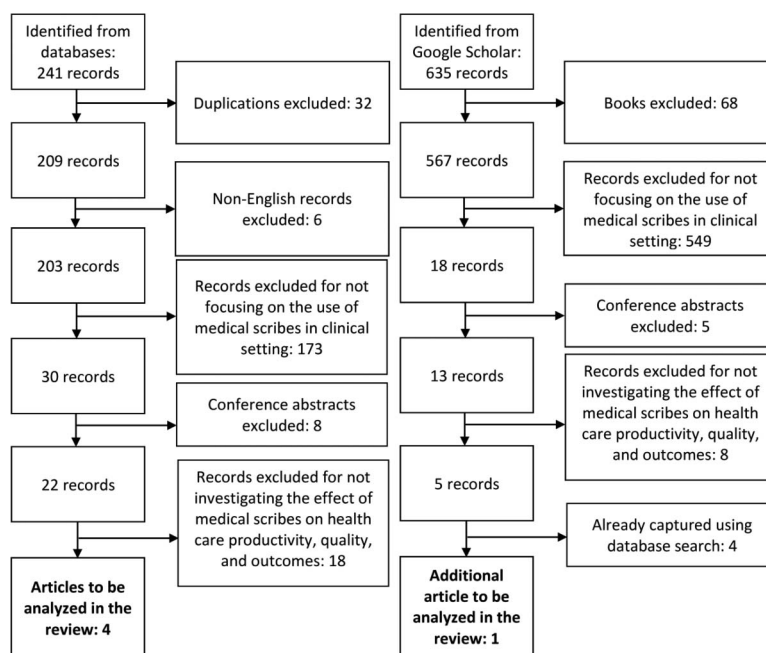 Identified from
databases:
241 records
Duplications excluded: 32
209 records
Non-English records
excluded: 6
203 records
Records excluded for not
focusing on the use of
medical scribes in clinical
setting: 173
30 records
Conference abstracts
excluded: 8
22 records
Records excluded for not
investigating the effect of
medical scribes on health
care productivity, quality,
and outcomes: 18
Articles to be
analyzed in the
review: 4
Identified from
Google Scholar:
635 records
Books excluded: 68
567 records
Records excluded for not
focusing on the use of
medical scribes in clinical
setting: 549
18 records
Conference abstracts
excluded: 5
13 records
Records excluded for not
investigating the effect of
medical scribes on health
care productivity, quality,
and outcomes: 8
5 records
Already captured using
database search: 4
Additional
article to be
analyzed in the
review: 1